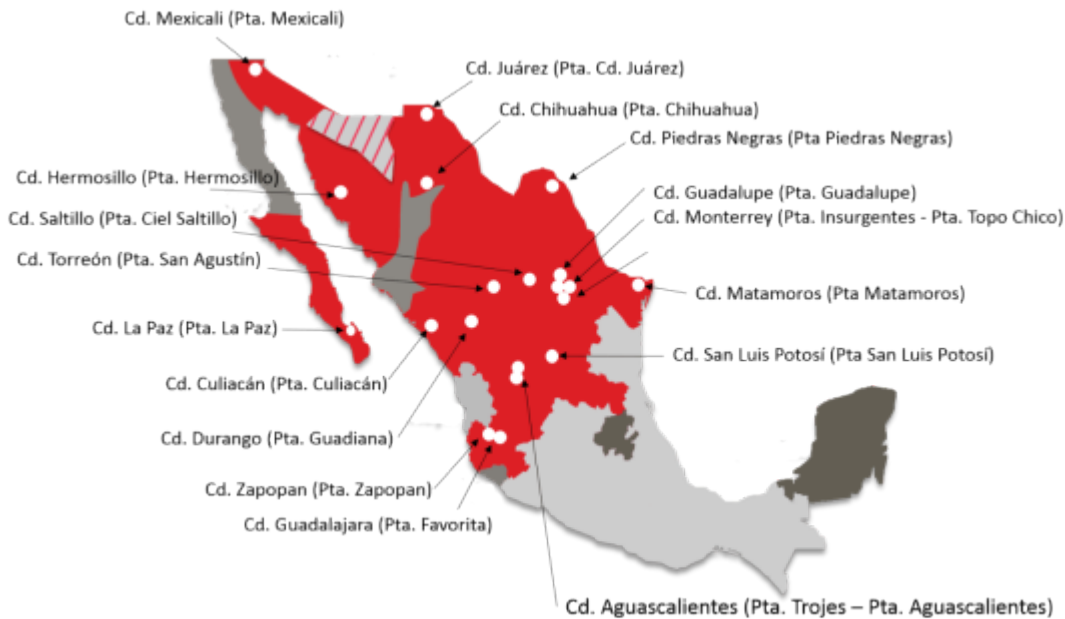 Cd. Mexicali (Pta. Mexicali)
Cd. Juárez (Pta. Cd. Juárez)
Cd. Chihuahua (Pta. Chihuahua)
Cd. Piedras Negras (Pta Piedras Negras)
Cd. Hermosillo (Pta. Hermosillo)
Cd. Guadalupe (Pta. Guadalupe)
Cd. Saltillo (Pta. Ciel Saltillo)
Cd. Monterrey (Pta. Insurgentes - Pta. Topo Chico)
Cd. Torreón (Pta. San Agustín)
Cd. Matamoros (Pta Matamoros)
Cd. La Paz (Pta. La Paz)
Cd. San Luis Potosí (Pta San Luis Potosí)
Cd. Culiacán (Pta. Culiacán)
Cd. Durango (Pta. Guadiana)
Cd. Zapopan (Pta. Zapopan)
Cd. Guadalajara (Pta. Favorita)
Cd. Aguascalientes (Pta. Trojes – Pta. Aguascalientes)